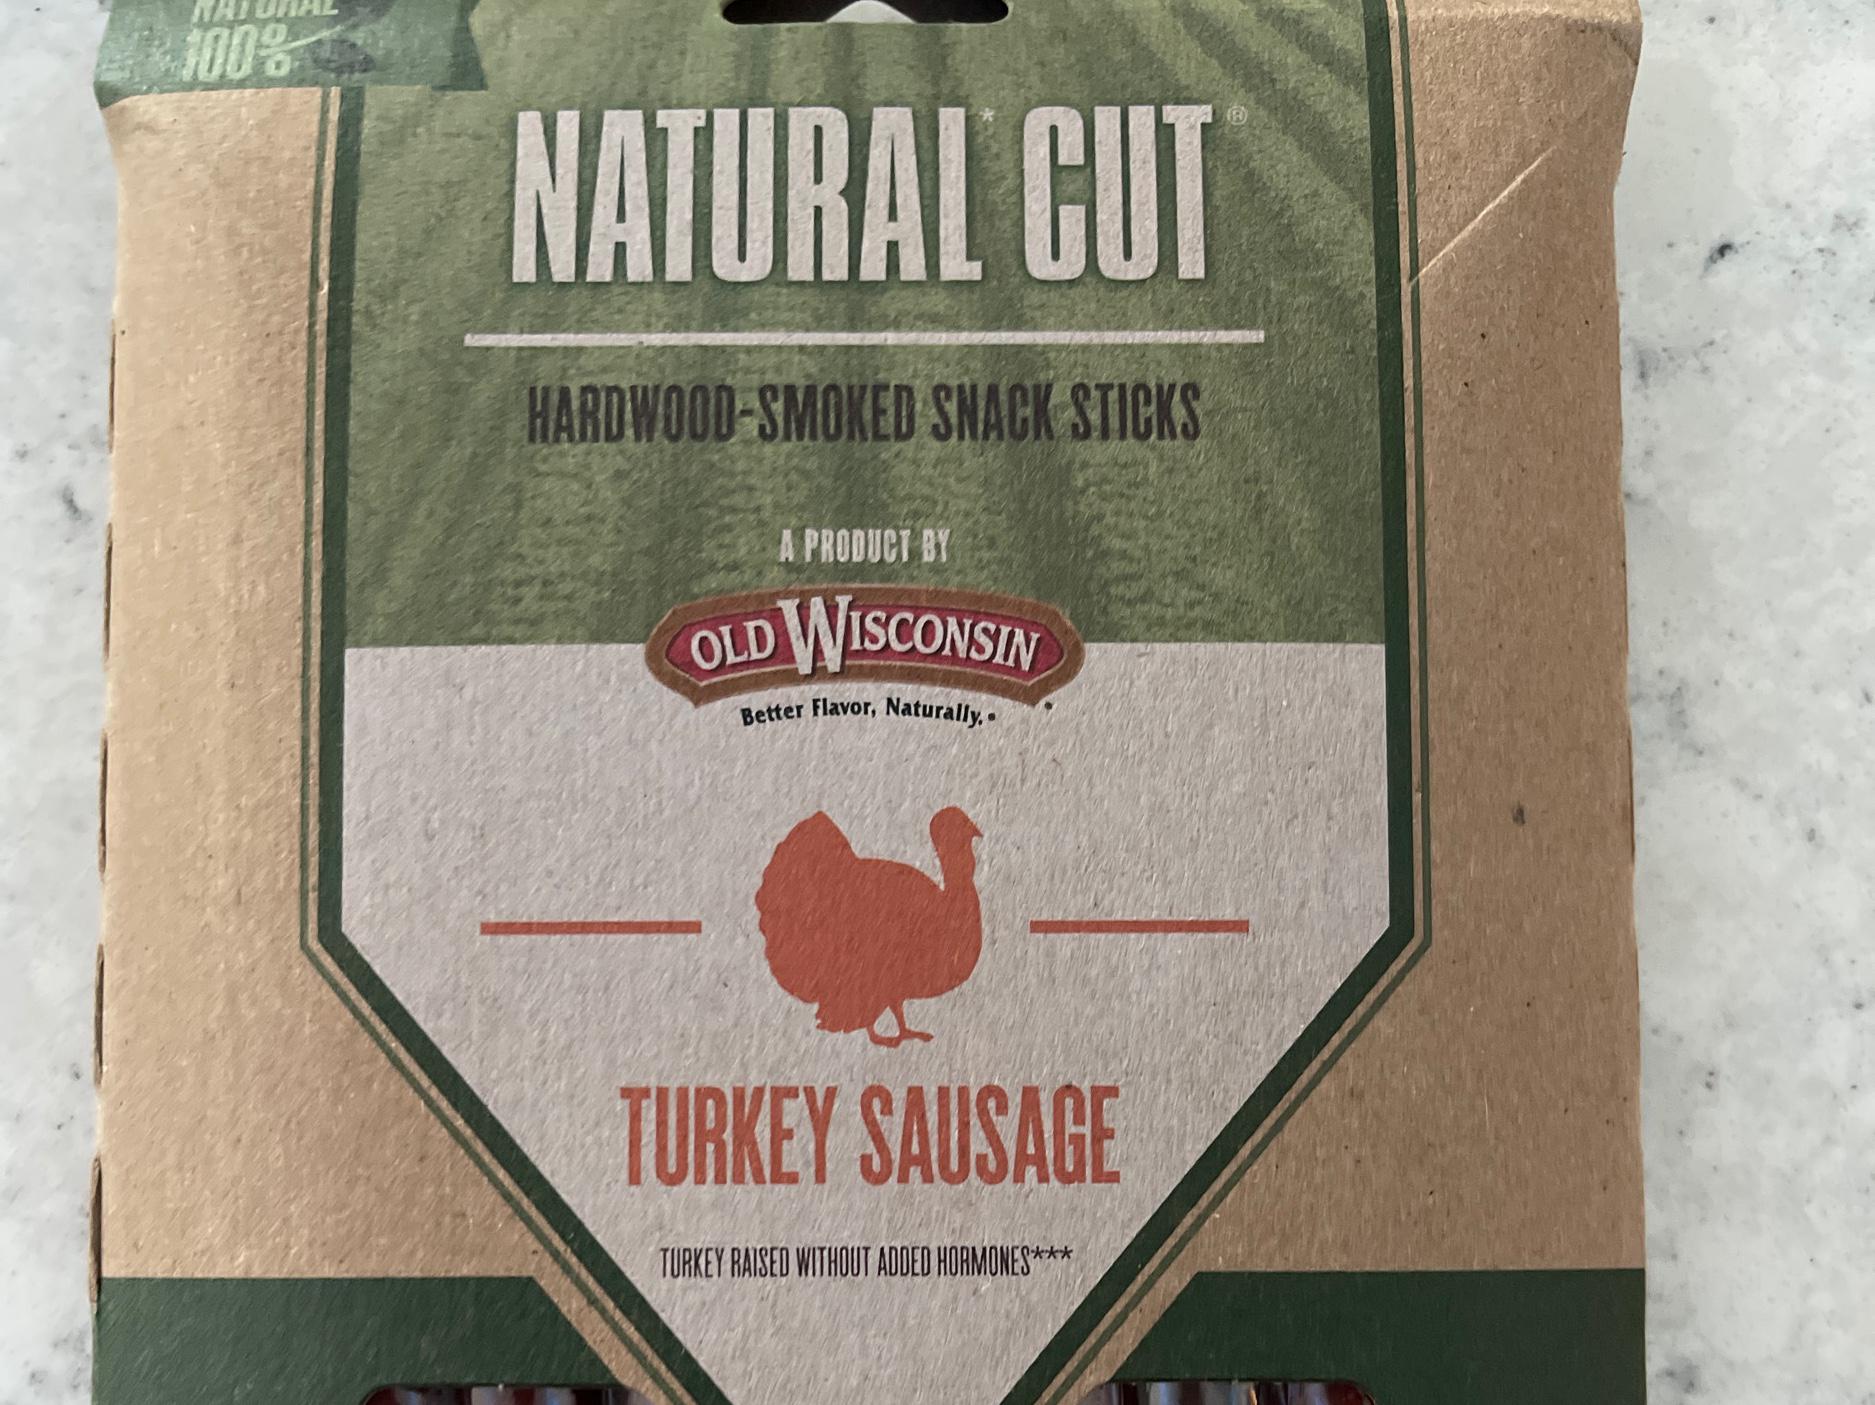 NATURAL
100%
NATURAL* CUT®
HARDWOOD-SMOKED SNACK STICKS
A PRODUCT BY
OLD WISCONSIN
Better Flavor, Naturally.
TURKEY SAUSAGE
TURKEY RAISED WITHOUT ADDED HORMONES***